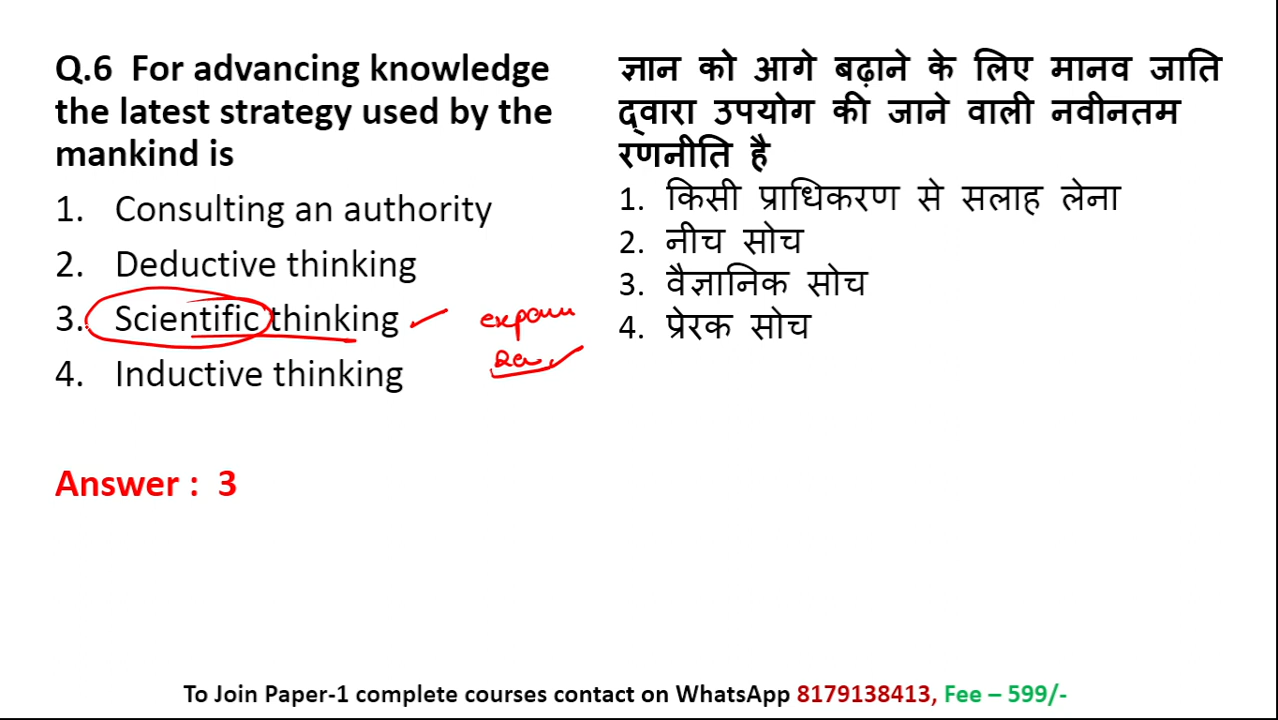 Q.6 For advancing knowledge
the latest strategy used by the
mankind is
1. Consulting an authority
2. Deductive thinking
3. Scientific thinking
4. Inductive thinking
Answer : 3
ज्ञान को आगे बढ़ाने के लिए मानव जाति
द्वारा उपयोग की जाने वाली नवीनतम
रणनीति है
1. किसी प्राधिकरण से सलाह लेना
2. नीच सोच
3. वैज्ञानिक सोच
4. प्रेरक सोच
To Join Paper-1 complete courses contact on WhatsApp 8179138413, Fee – 599/-